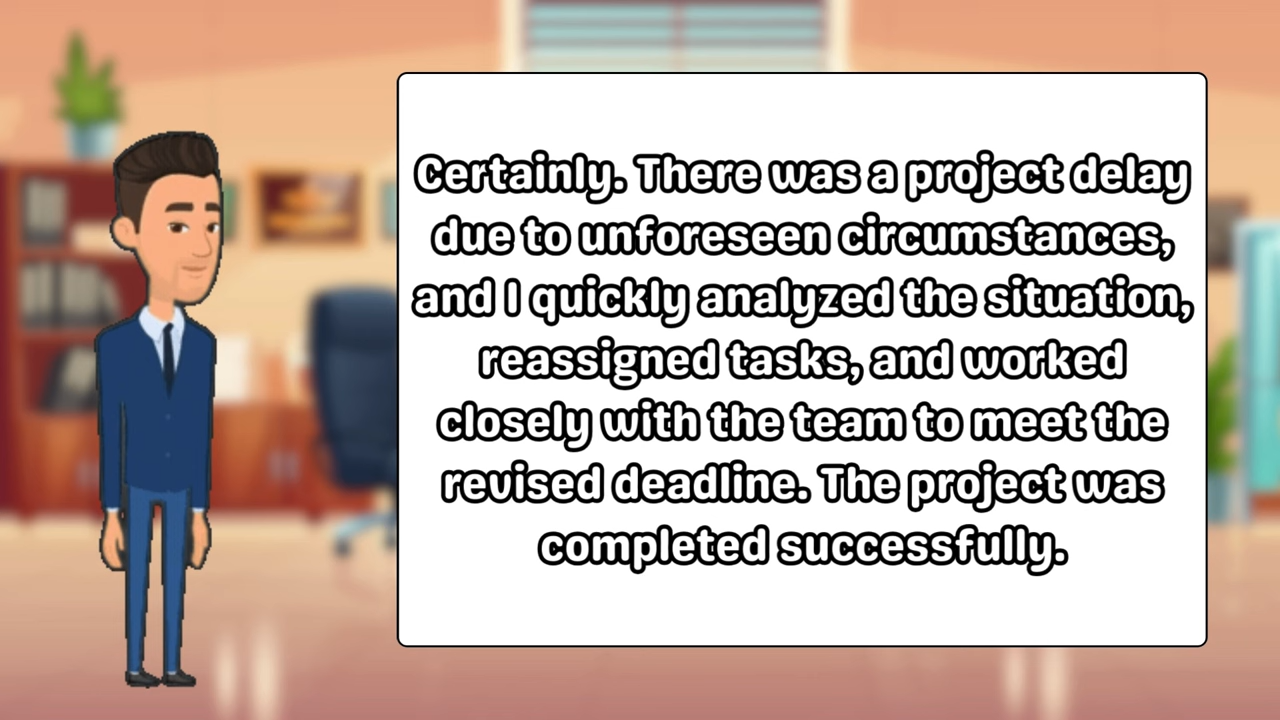 Certainly. There was a project delay
due to unforeseen circumstances,
and I quickly analyzed the situation,
reassigned tasks, and worked
closely with the team to meet the
revised deadline. The project was
completed successfully.